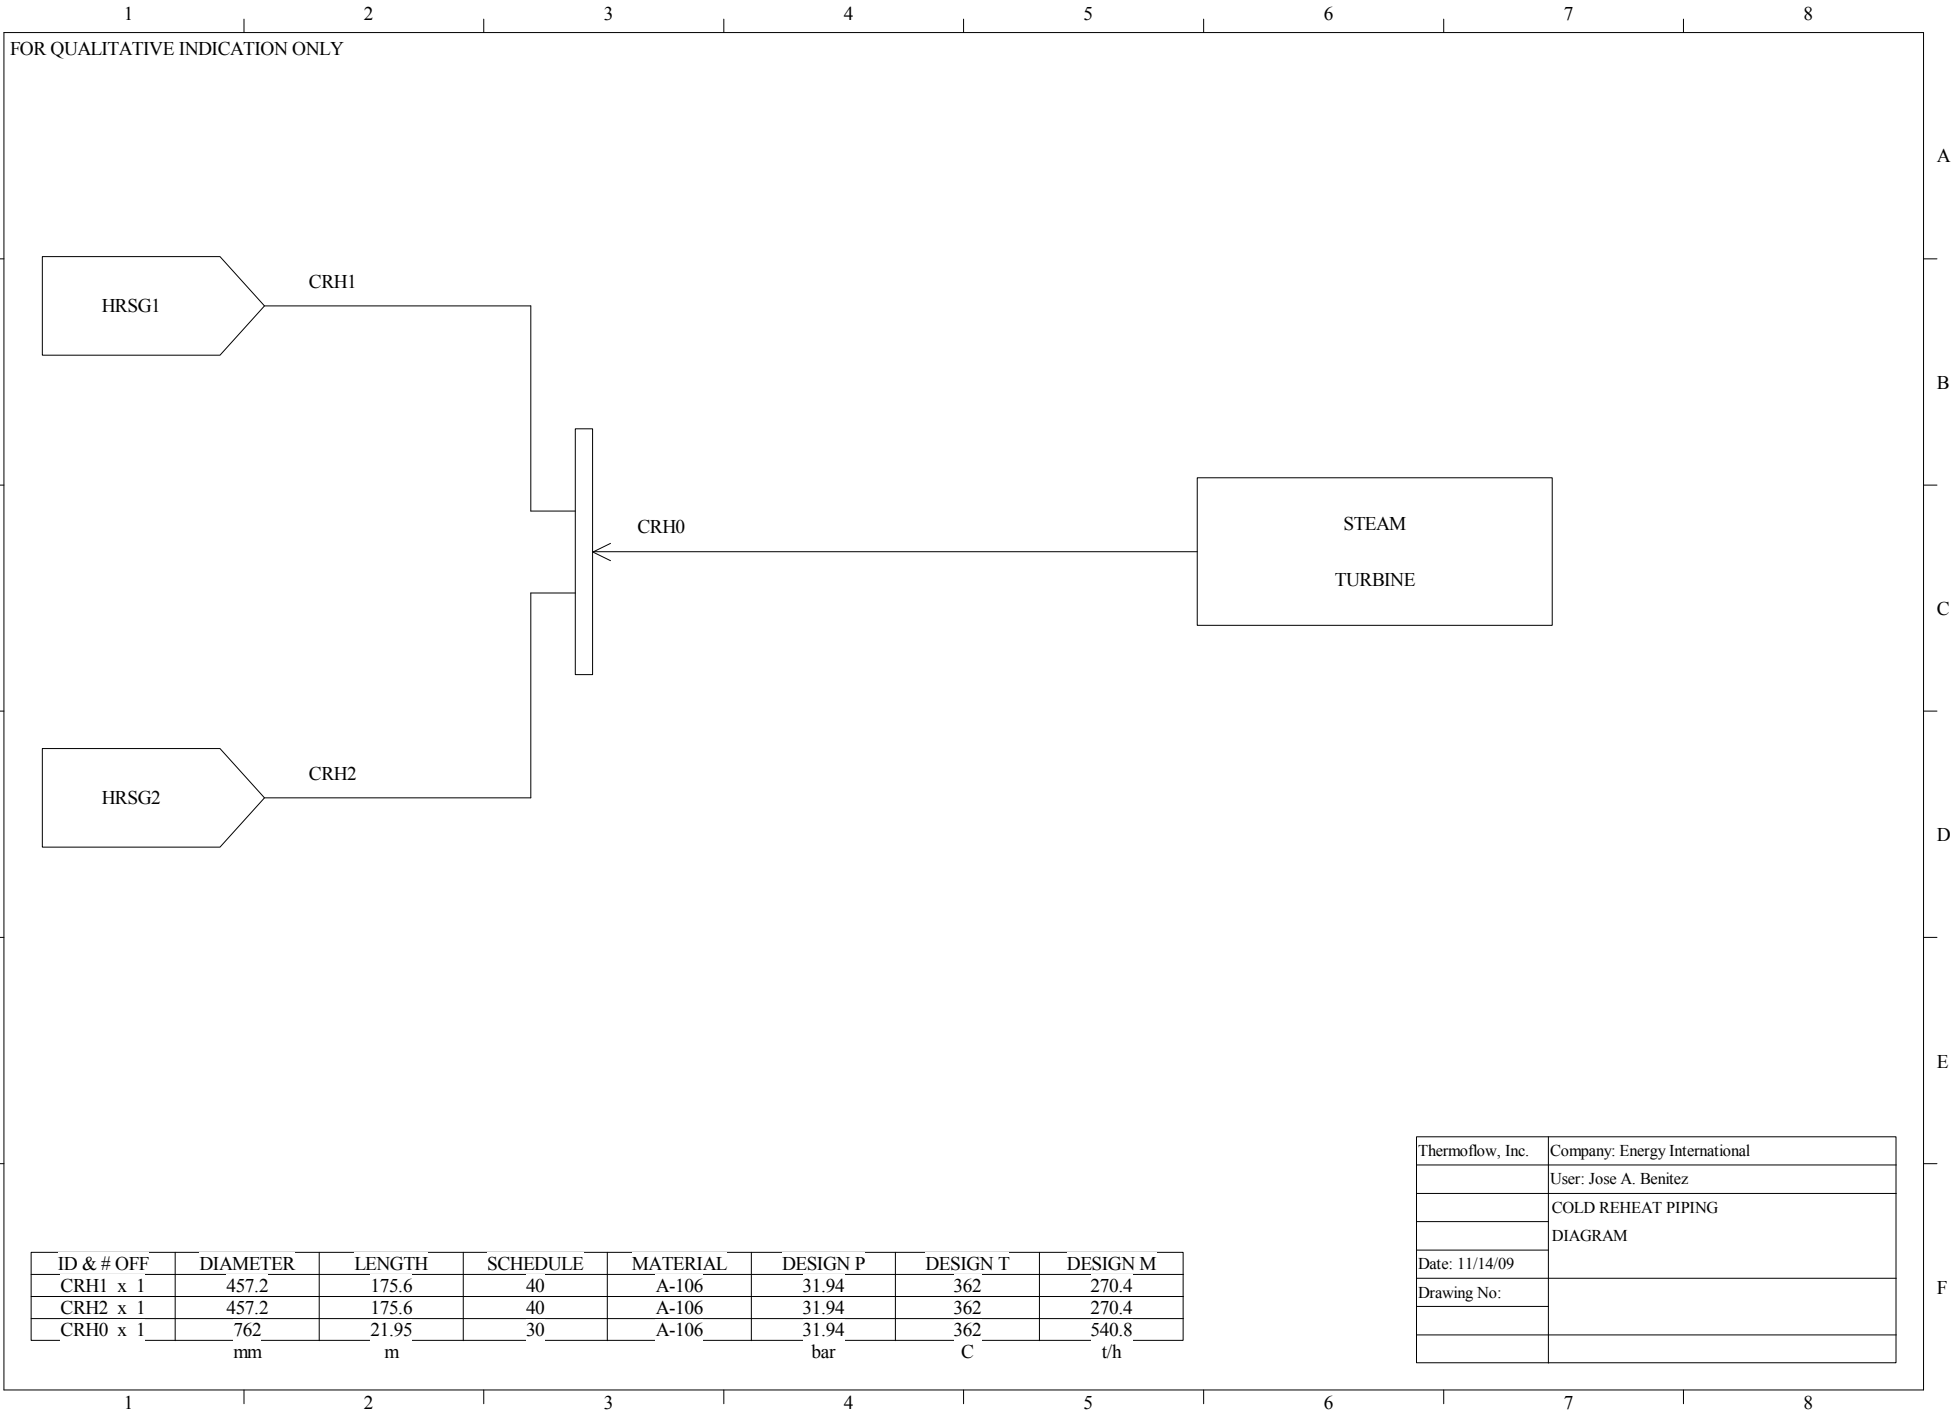 1 2 3 4 5 6 7 8
FOR QUALITATIVE INDICATION ONLY
A
CRH1
HRSG1
B
CRH0
STEAM
TURBINE
C
CRH2
HRSG2
D
E
Thermoflow, Inc. Company: Energy International
User: Jose A. Benitez
COLD REHEAT PIPING
DIAGRAM
Date: 11/14/09
Drawing No:
F
ID & # OFF DIAMETER LENGTH SCHEDULE MATERIAL DESIGN P DESIGN T DESIGN M
CRH1 x 1 457.2 175.6 40 A-106 31.94 362 270.4
CRH2 x 1 457.2 175.6 40 A-106 31.94 362 270.4
CRH0 x 1 762 21.95 30 A-106 31.94 362 540.8
mm m bar C t/h
1 2 3 4 5 6 7 8